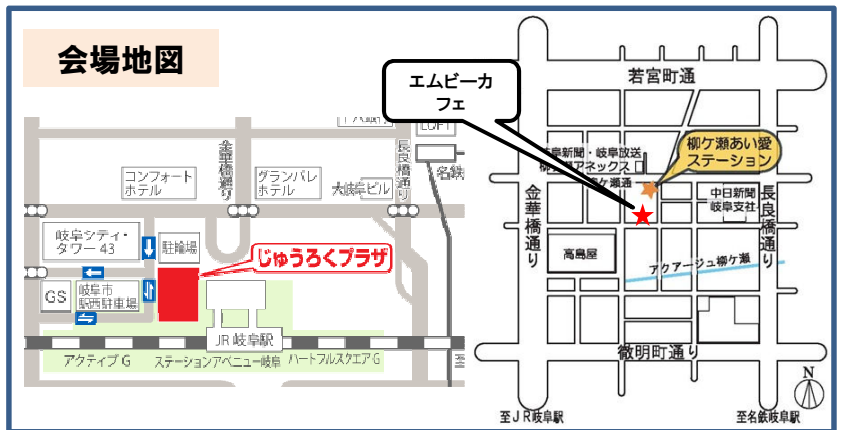 会場地図
LOFT
金華橋通り
長良橋通り
名鉄
コンフォート
ホテル
グランパレ
ホテル
大岐阜ビル
岐阜シティ・
タワー43
駐輪場
じゅうろくプラザ
GS
岐阜市
駅西駐車場
JR岐阜駅
アクティブG
ステーションアベニュー岐阜
ハートフルスクエアG
エムビーカ
フェ
若宮町通
柳ケ瀬あい愛
ステーション
岐阜新聞・岐阜放送
アネックス
ケ瀬通
中日新聞
岐阜支社
金華橋通り
長良橋通り
高島屋
アクアージュ柳ケ瀬
徹明町通り
N
至JR岐阜駅
至名鉄岐阜駅